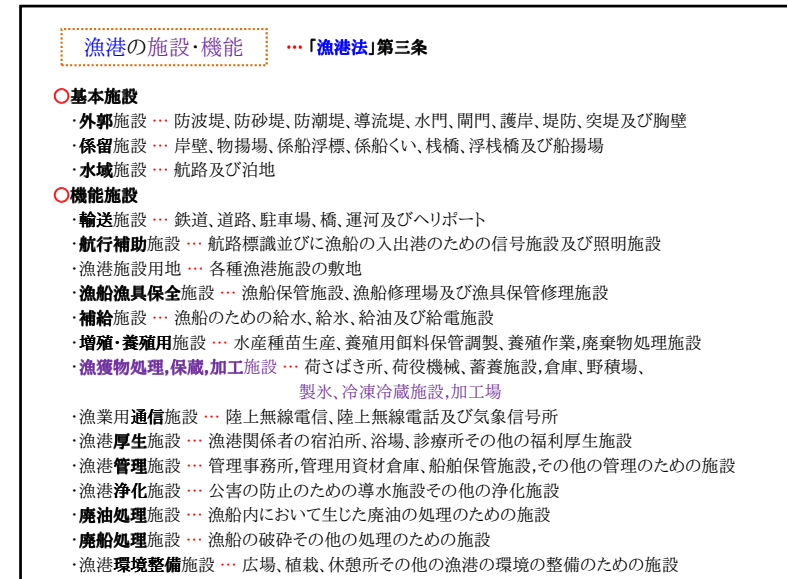 漁港の施設・機能 … 「漁港法」第三条
○基本施設
・外郭施設 … 防波堤、防砂堤、防潮堤、導流堤、水門、閘門、護岸、堤防、突堤及び胸壁
・係留施設 … 岸壁、物揚場、係船浮標、係船くい、桟橋、浮桟橋及び船揚場
・水域施設 … 航路及び泊地
○機能施設
・輸送施設 … 鉄道、道路、駐車場、橋、運河及びヘリポート
・航行補助施設 … 航路標識並びに漁船の入出港のための信号施設及び照明施設
・漁港施設用地 … 各種漁港施設の敷地
・漁船漁具保全施設 … 漁船保管施設、漁船修理場及び漁具保管修理施設
・補給施設 … 漁船のための給水、給氷、給油及び給電施設
・増殖・養殖用施設 … 水産種苗生産、養殖用餌料保管調製、養殖作業,廃棄物処理施設
・漁獲物処理,保蔵,加工施設 … 荷さばき所、荷役機械、蓄養施設,倉庫、野積場、
製氷、冷凍冷蔵施設,加工場
・漁業用通信施設 … 陸上無線電信、陸上無線電話及び気象信号所
・漁港厚生施設 … 漁港関係者の宿泊所、浴場、診療所その他の福利厚生施設
・漁港管理施設 … 管理事務所,管理用資材倉庫、船舶保管施設,その他の管理のための施設
・漁港浄化施設 … 公害の防止のための導水施設その他の浄化施設
・廃油処理施設 … 漁船内において生じた廃油の処理のための施設
・廃船処理施設 … 漁船の破砕その他の処理のための施設
・漁港環境整備施設 … 広場、植栽、休憩所その他の漁港の環境の整備のための施設